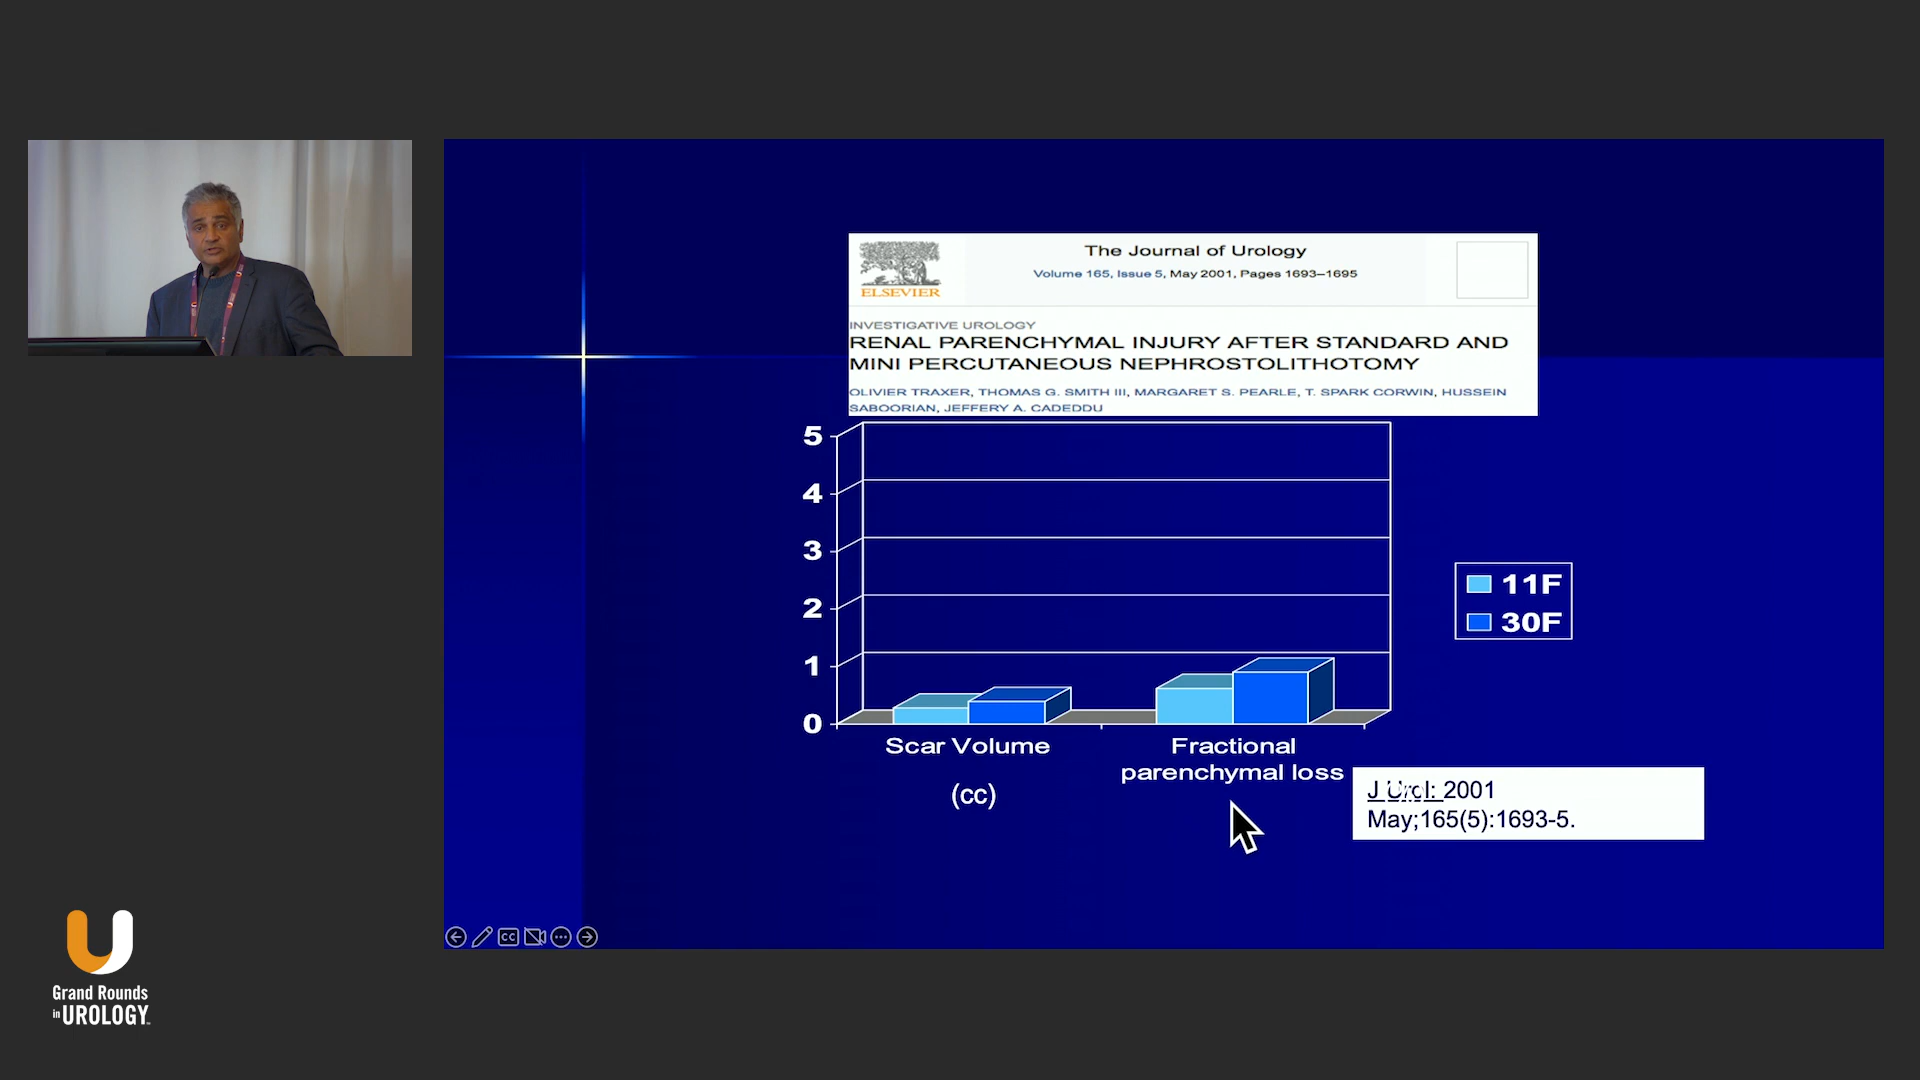 The Journal of Urology
Volume 165, Issue 5, May 2001, Pages 1693–1695
ELSEVIER
INVESTIGATIVE UROLOGY
RENAL PARENCHYMAL INJURY AFTER STANDARD AND
MINI PERCUTANEOUS NEPHROSTOLITHOTOMY
OLIVIER TRAXER, THOMAS G. SMITH III, MARGARET S. PEARLE, T. SPARK CORWIN, HUSSEIN
SABOORIAN, JEFFERY A. CADEDDU
5
4
3
2
1
0
11F
30F
Scar Volume
(cc)
Fractional
parenchymal loss
J Urol: 2001
May;165(5):1693-5.
CC
Grand Rounds
in UROLOGY